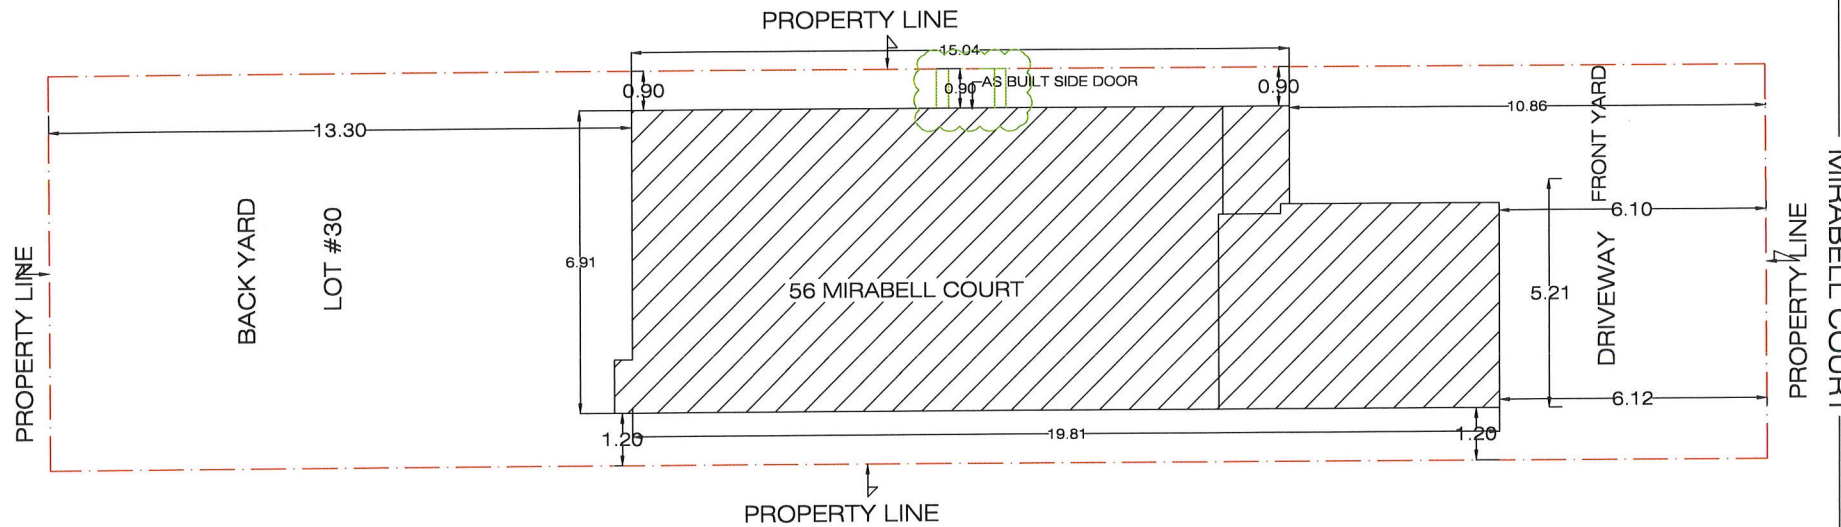 PROPERTY LINE
15.04
0.90
0.90
AS BUILT SIDE DOOR
0.90
10.86
13.30
FRONT YARD
BACK YARD
LOT #30
6.91
56 MIRABELL COURT
6.10
5.21
DRIVEWAY
PROPERTY LINE
PROPERTY LINE
MIRABELL COURT
6.12
1.20
19.81
1.20
PROPERTY LINE